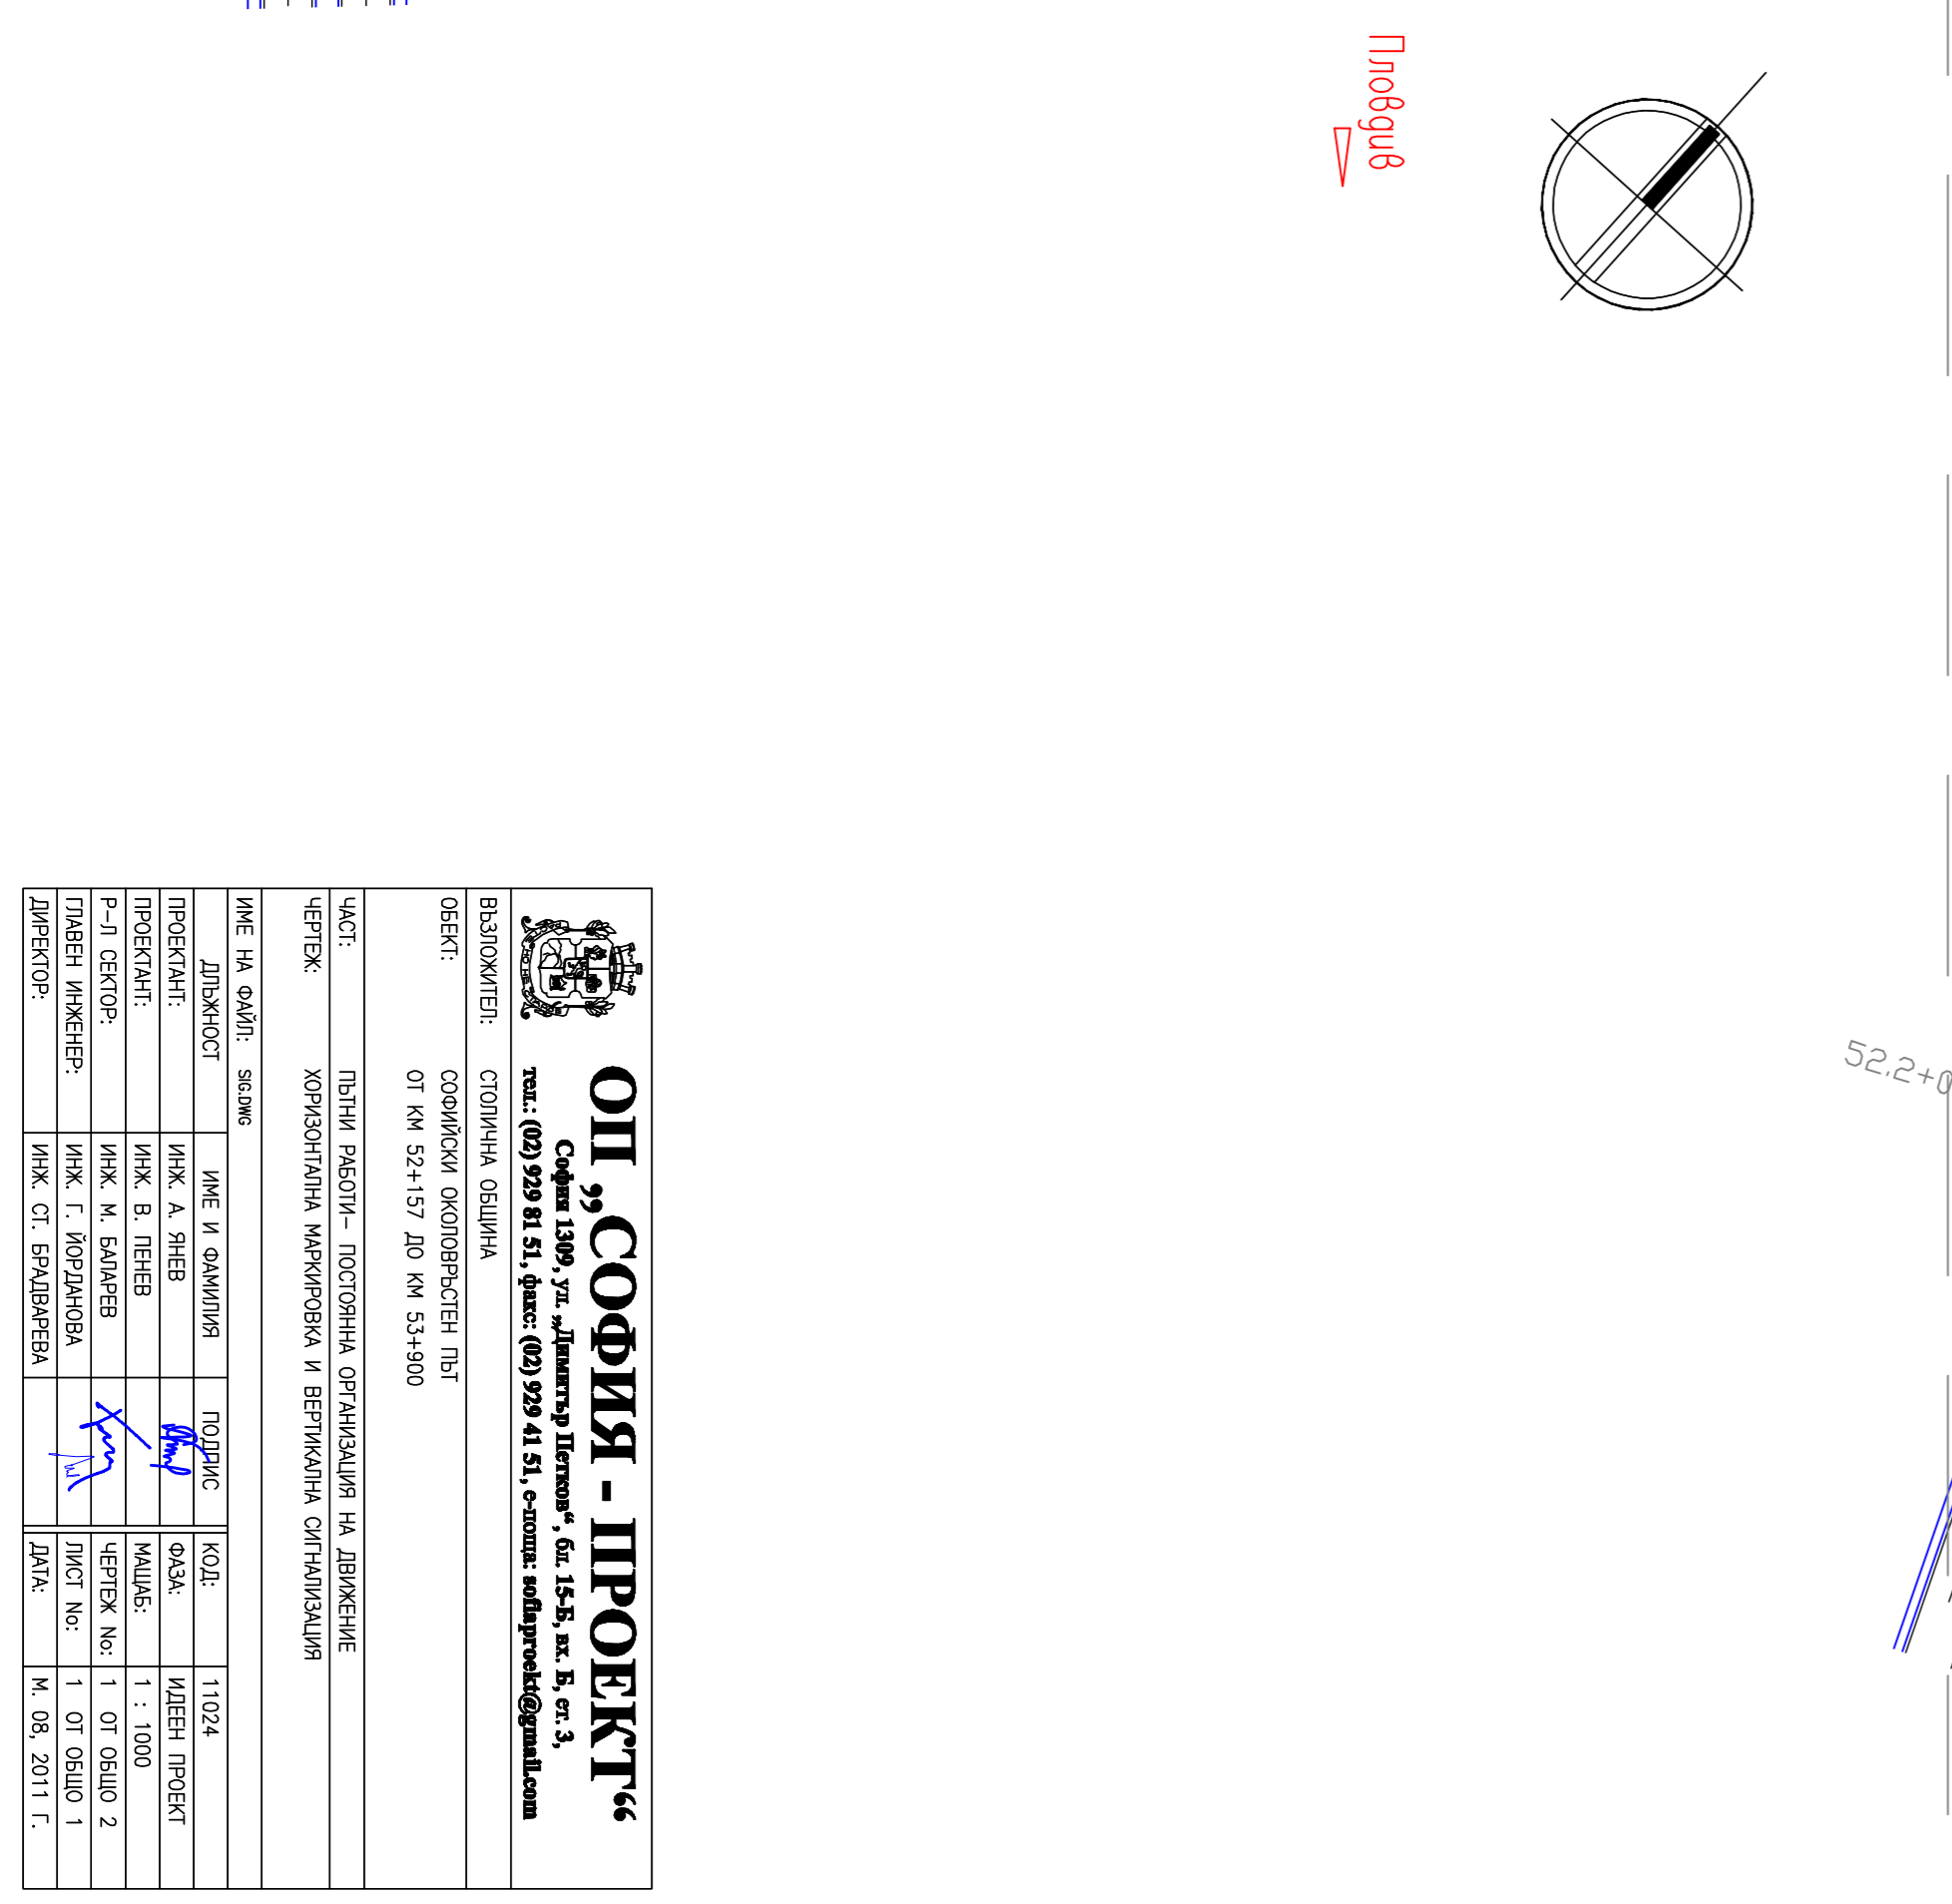 Пловдив
52.2+0
ОП „СОФИЯ - ПРОЕКТ“
София 1309, ул. „Димитър Петков“, бл. 15-Б, вх. Б, ет. 3,
тел.: (02) 929 81 51, факс: (02) 929 41 51, е-поща: sofiaproekt@gmail.com
ВЪЗЛОЖИТЕЛ: СТОЛИЧНА ОБЩИНА
ОБЕКТ: СОФИЙСКИ ОКОЛОВРЪСТЕН ПЪТ
ОТ КМ 52+157 ДО КМ 53+900
ЧАСТ: ПЪТНИ РАБОТИ– ПОСТОЯННА ОРГАНИЗАЦИЯ НА ДВИЖЕНИЕ
ЧЕРТЕЖ: ХОРИЗОНТАЛНА МАРКИРОВКА И ВЕРТИКАЛНА СИГНАЛИЗАЦИЯ
ИМЕ НА ФАЙЛ: SIG.DWG
ДЛЪЖНОСТ ИМЕ И ФАМИЛИЯ ПОДПИС КОД: 11024
ПРОЕКТАНТ: ИНЖ. А. ЯНЕВ ФАЗА: ИДЕЕН ПРОЕКТ
ПРОЕКТАНТ: ИНЖ. В. ПЕНЕВ МАЩАБ: 1 : 1000
Р–Л СЕКТОР: ИНЖ. М. БАЛАРЕВ ЧЕРТЕЖ No: 1 ОТ ОБЩО 2
ГЛАВЕН ИНЖЕНЕР: ИНЖ. Г. ЙОРДАНОВА ЛИСТ No: 1 ОТ ОБЩО 1
ДИРЕКТОР: ИНЖ. СТ. БРАДВАРЕВА ДАТА: М. 08, 2011 Г.